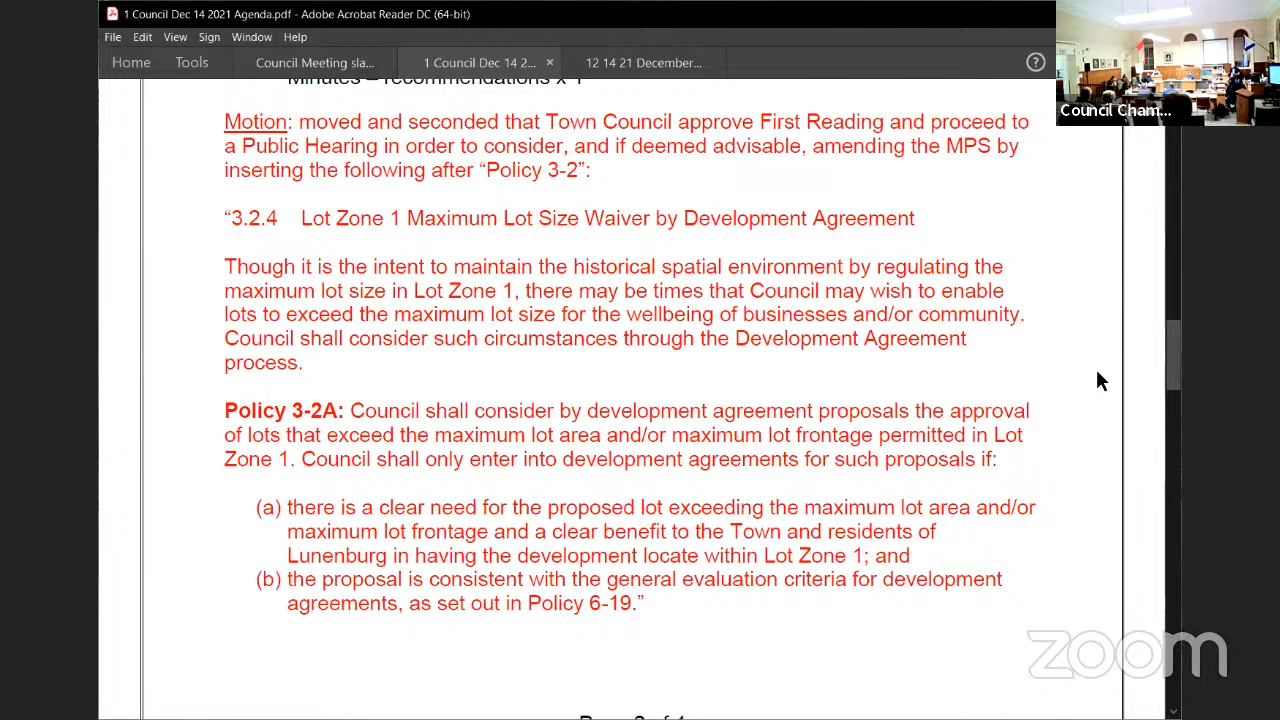 1 Council Dec 14 2021 Agenda.pdf - Adobe Acrobat Reader DC (64-bit)
File Edit View Sign Window Help
Home Tools Council Meeting sla... 1 Council Dec 14 2... × 12 14 21 December... ?
Council Cham...
Minutes – recommendations x 1
Motion: moved and seconded that Town Council approve First Reading and proceed to
a Public Hearing in order to consider, and if deemed advisable, amending the MPS by
inserting the following after “Policy 3-2”:
“3.2.4 Lot Zone 1 Maximum Lot Size Waiver by Development Agreement
Though it is the intent to maintain the historical spatial environment by regulating the
maximum lot size in Lot Zone 1, there may be times that Council may wish to enable
lots to exceed the maximum lot size for the wellbeing of businesses and/or community.
Council shall consider such circumstances through the Development Agreement
process.
Policy 3-2A: Council shall consider by development agreement proposals the approval
of lots that exceed the maximum lot area and/or maximum lot frontage permitted in Lot
Zone 1. Council shall only enter into development agreements for such proposals if:
(a) there is a clear need for the proposed lot exceeding the maximum lot area and/or
maximum lot frontage and a clear benefit to the Town and residents of
Lunenburg in having the development locate within Lot Zone 1; and
(b) the proposal is consistent with the general evaluation criteria for development
agreements, as set out in Policy 6-19.”
zoom